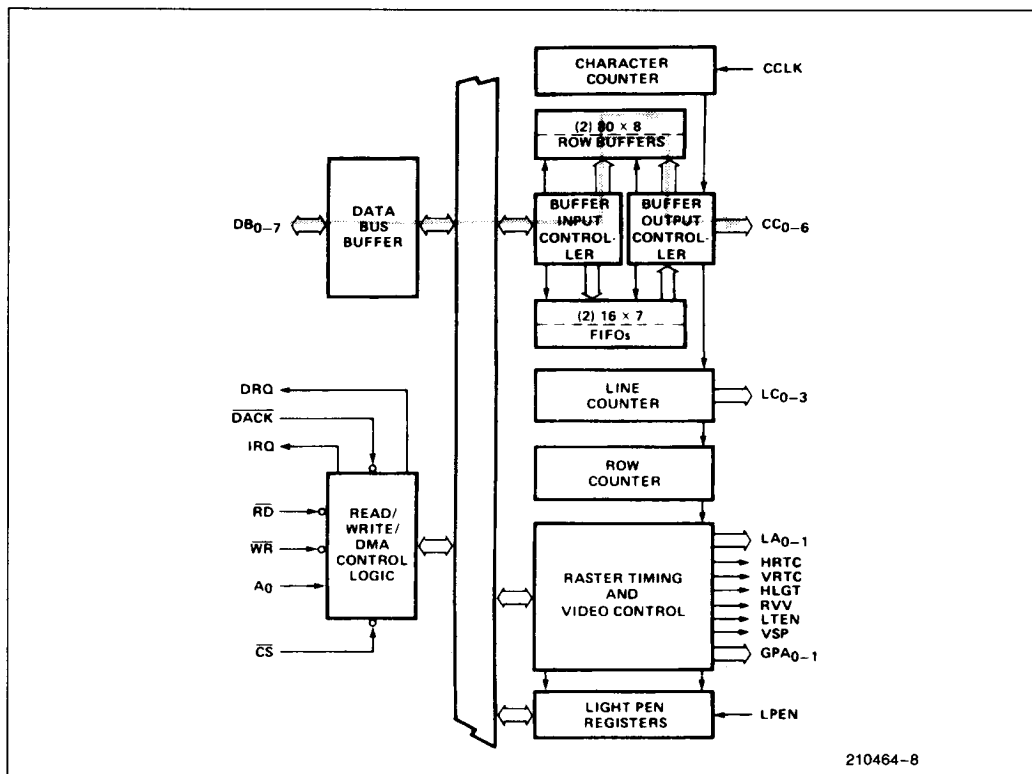 CHARACTER
COUNTER
CCLK
(2) 80 × 8
ROW BUFFERS
DB0–7
DATA
BUS
BUFFER
BUFFER
INPUT
CONTROL-
LER
BUFFER
OUTPUT
CONTROL-
LER
CC0–6
(2) 16 × 7
FIFOs
DRQ
DACK
IRQ
RD
WR
A0
CS
READ/
WRITE/
DMA
CONTROL
LOGIC
LINE
COUNTER
LC0–3
ROW
COUNTER
RASTER TIMING
AND
VIDEO CONTROL
LA0–1
HRTC
VRTC
HLGT
RVV
LTEN
VSP
GPA0–1
LIGHT PEN
REGISTERS
LPEN
210464–8